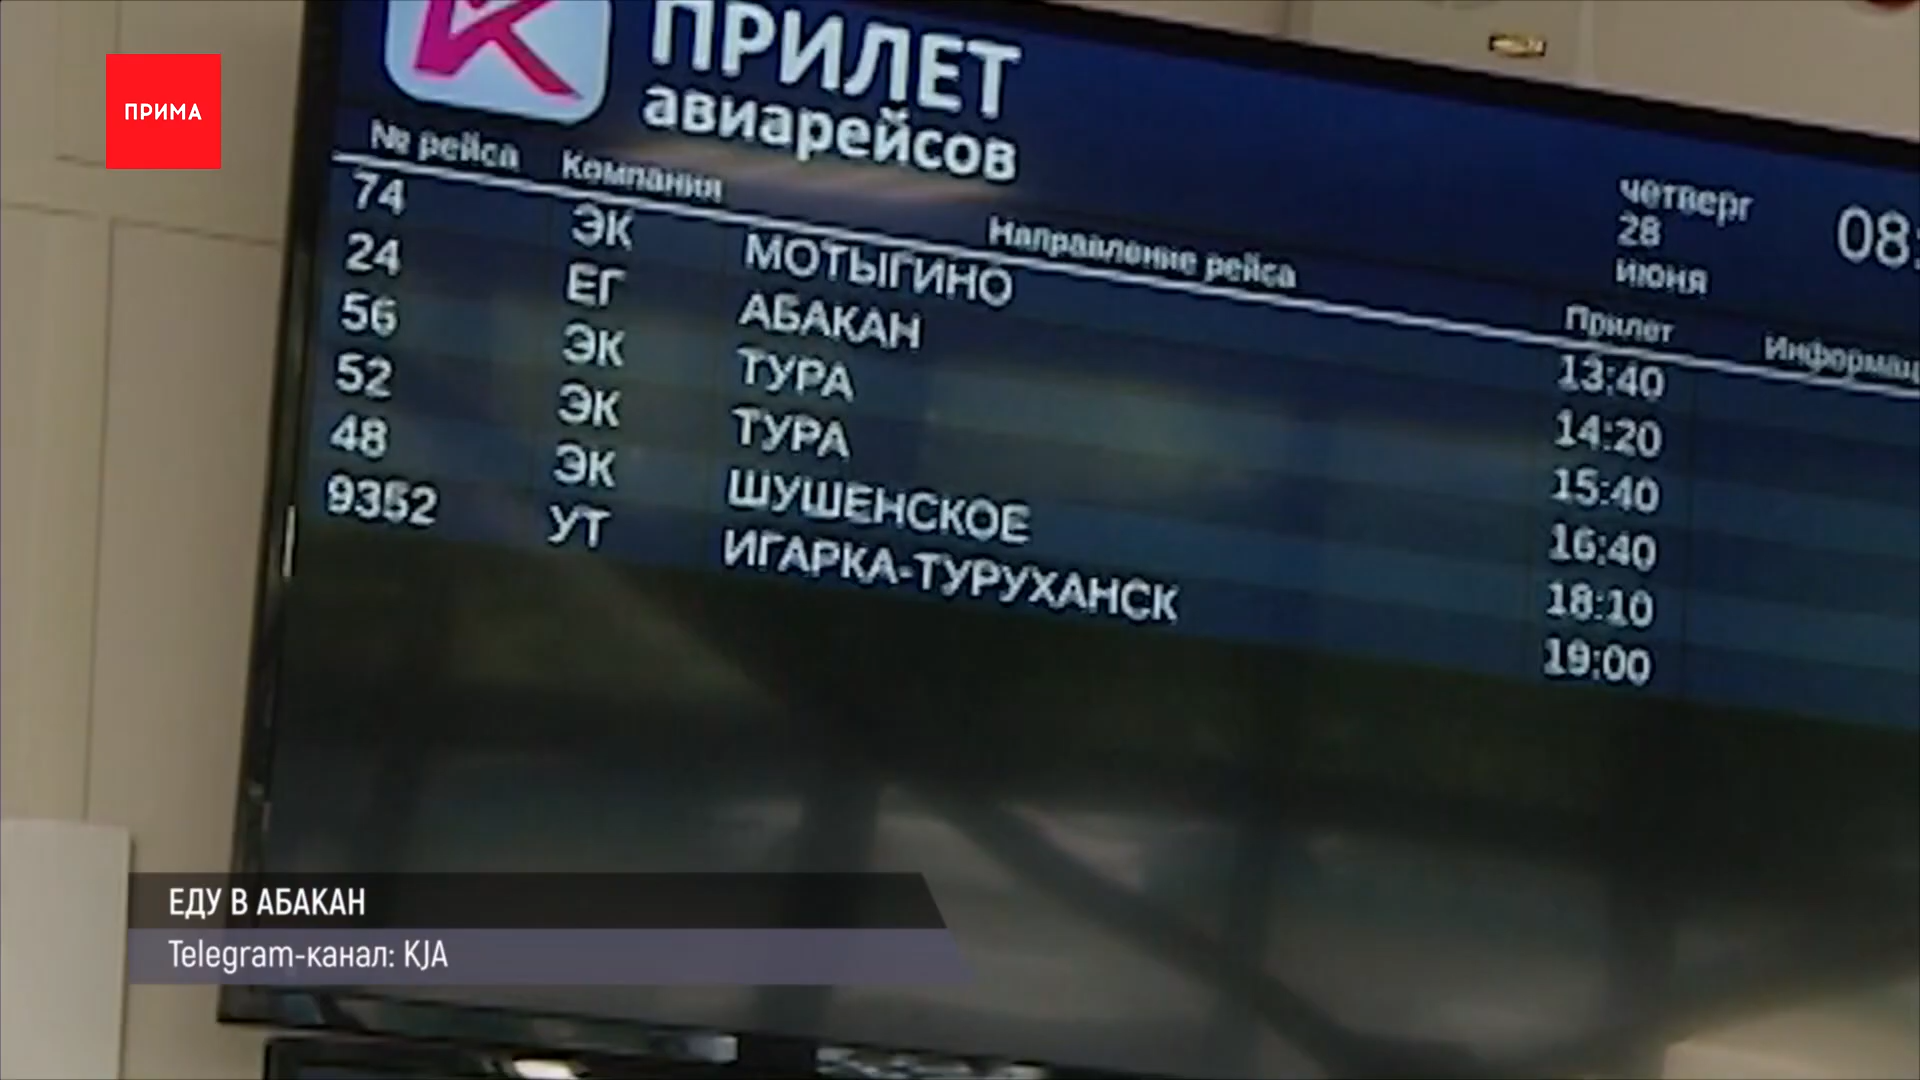 ПРИМА
ПРИЛЕТ
авиарейсов
четверг
28
июня
08:
№ рейса Компания Направление рейса Прилет
74 ЭК МОТЫГИНО 13:40
24 ЕГ АБАКАН 14:20
56 ЭК ТУРА 15:40
52 ЭК ТУРА 16:40
48 ЭК ШУШЕНСКОЕ 18:10
9352 УТ ИГАРКА-ТУРУХАНСК 19:00
ЕДУ В АБАКАН
Telegram-канал: KJA